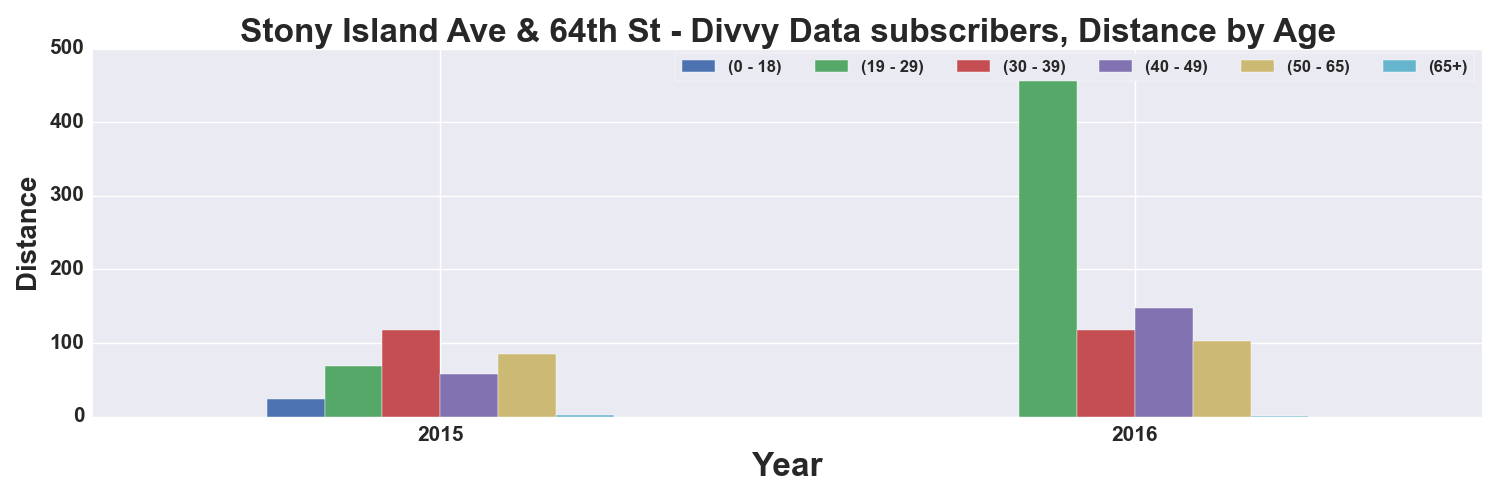 Stony Island Ave & 64th St - Divvy Data subscribers, Distance by Age
500
400
300
200
100
0
Distance
(0 - 18) (19 - 29) (30 - 39) (40 - 49) (50 - 65) (65+)
2015 2016
Year